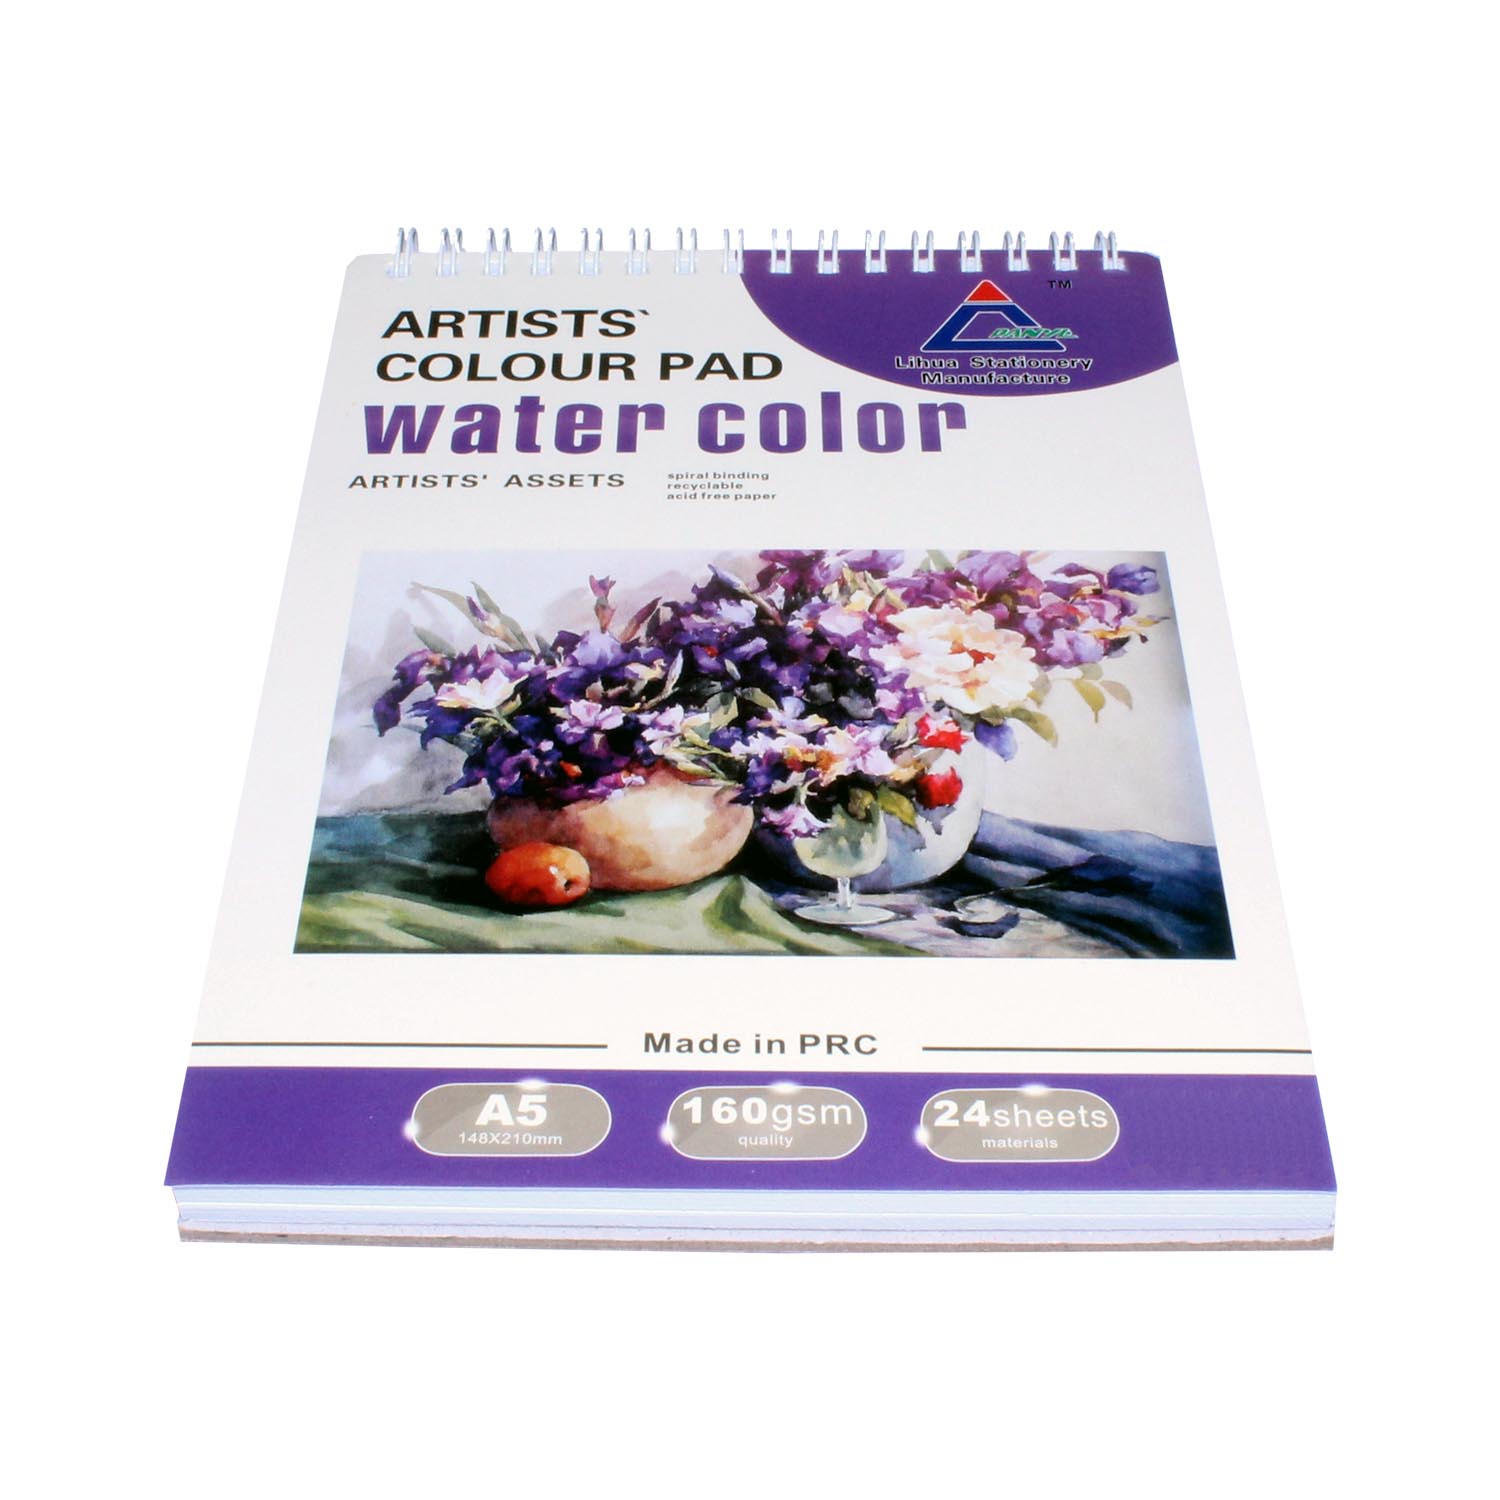 ARTISTS`
COLOUR PAD
water color
ARTISTS' ASSETS
spiral binding
recyclable
acid free paper
TM
DANYL
Lihua Stationery
Manufacture
Made in PRC
A5
148X210mm
160gsm
quality
24sheets
materials